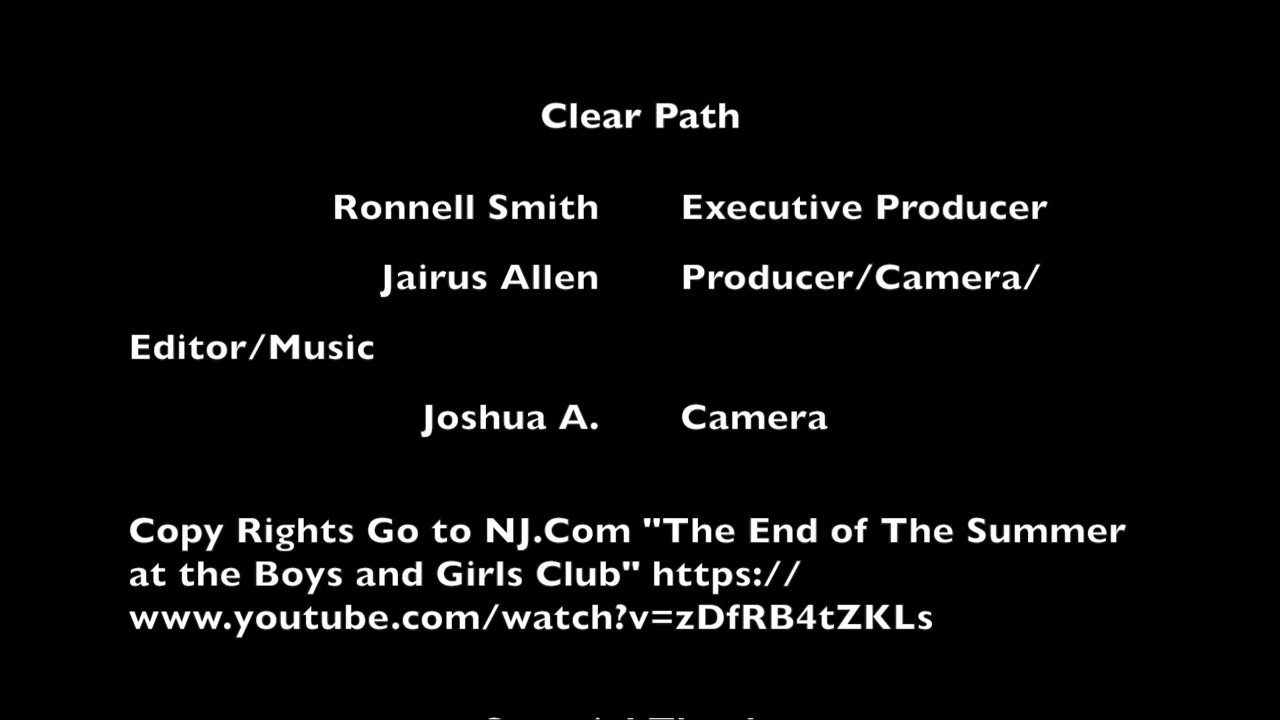 Clear Path
Ronnell Smith Executive Producer
Jairus Allen Producer/Camera/
Editor/Music
Joshua A. Camera
Copy Rights Go to NJ.Com "The End of The Summer
at the Boys and Girls Club" https://
www.youtube.com/watch?v=zDfRB4tZKLs